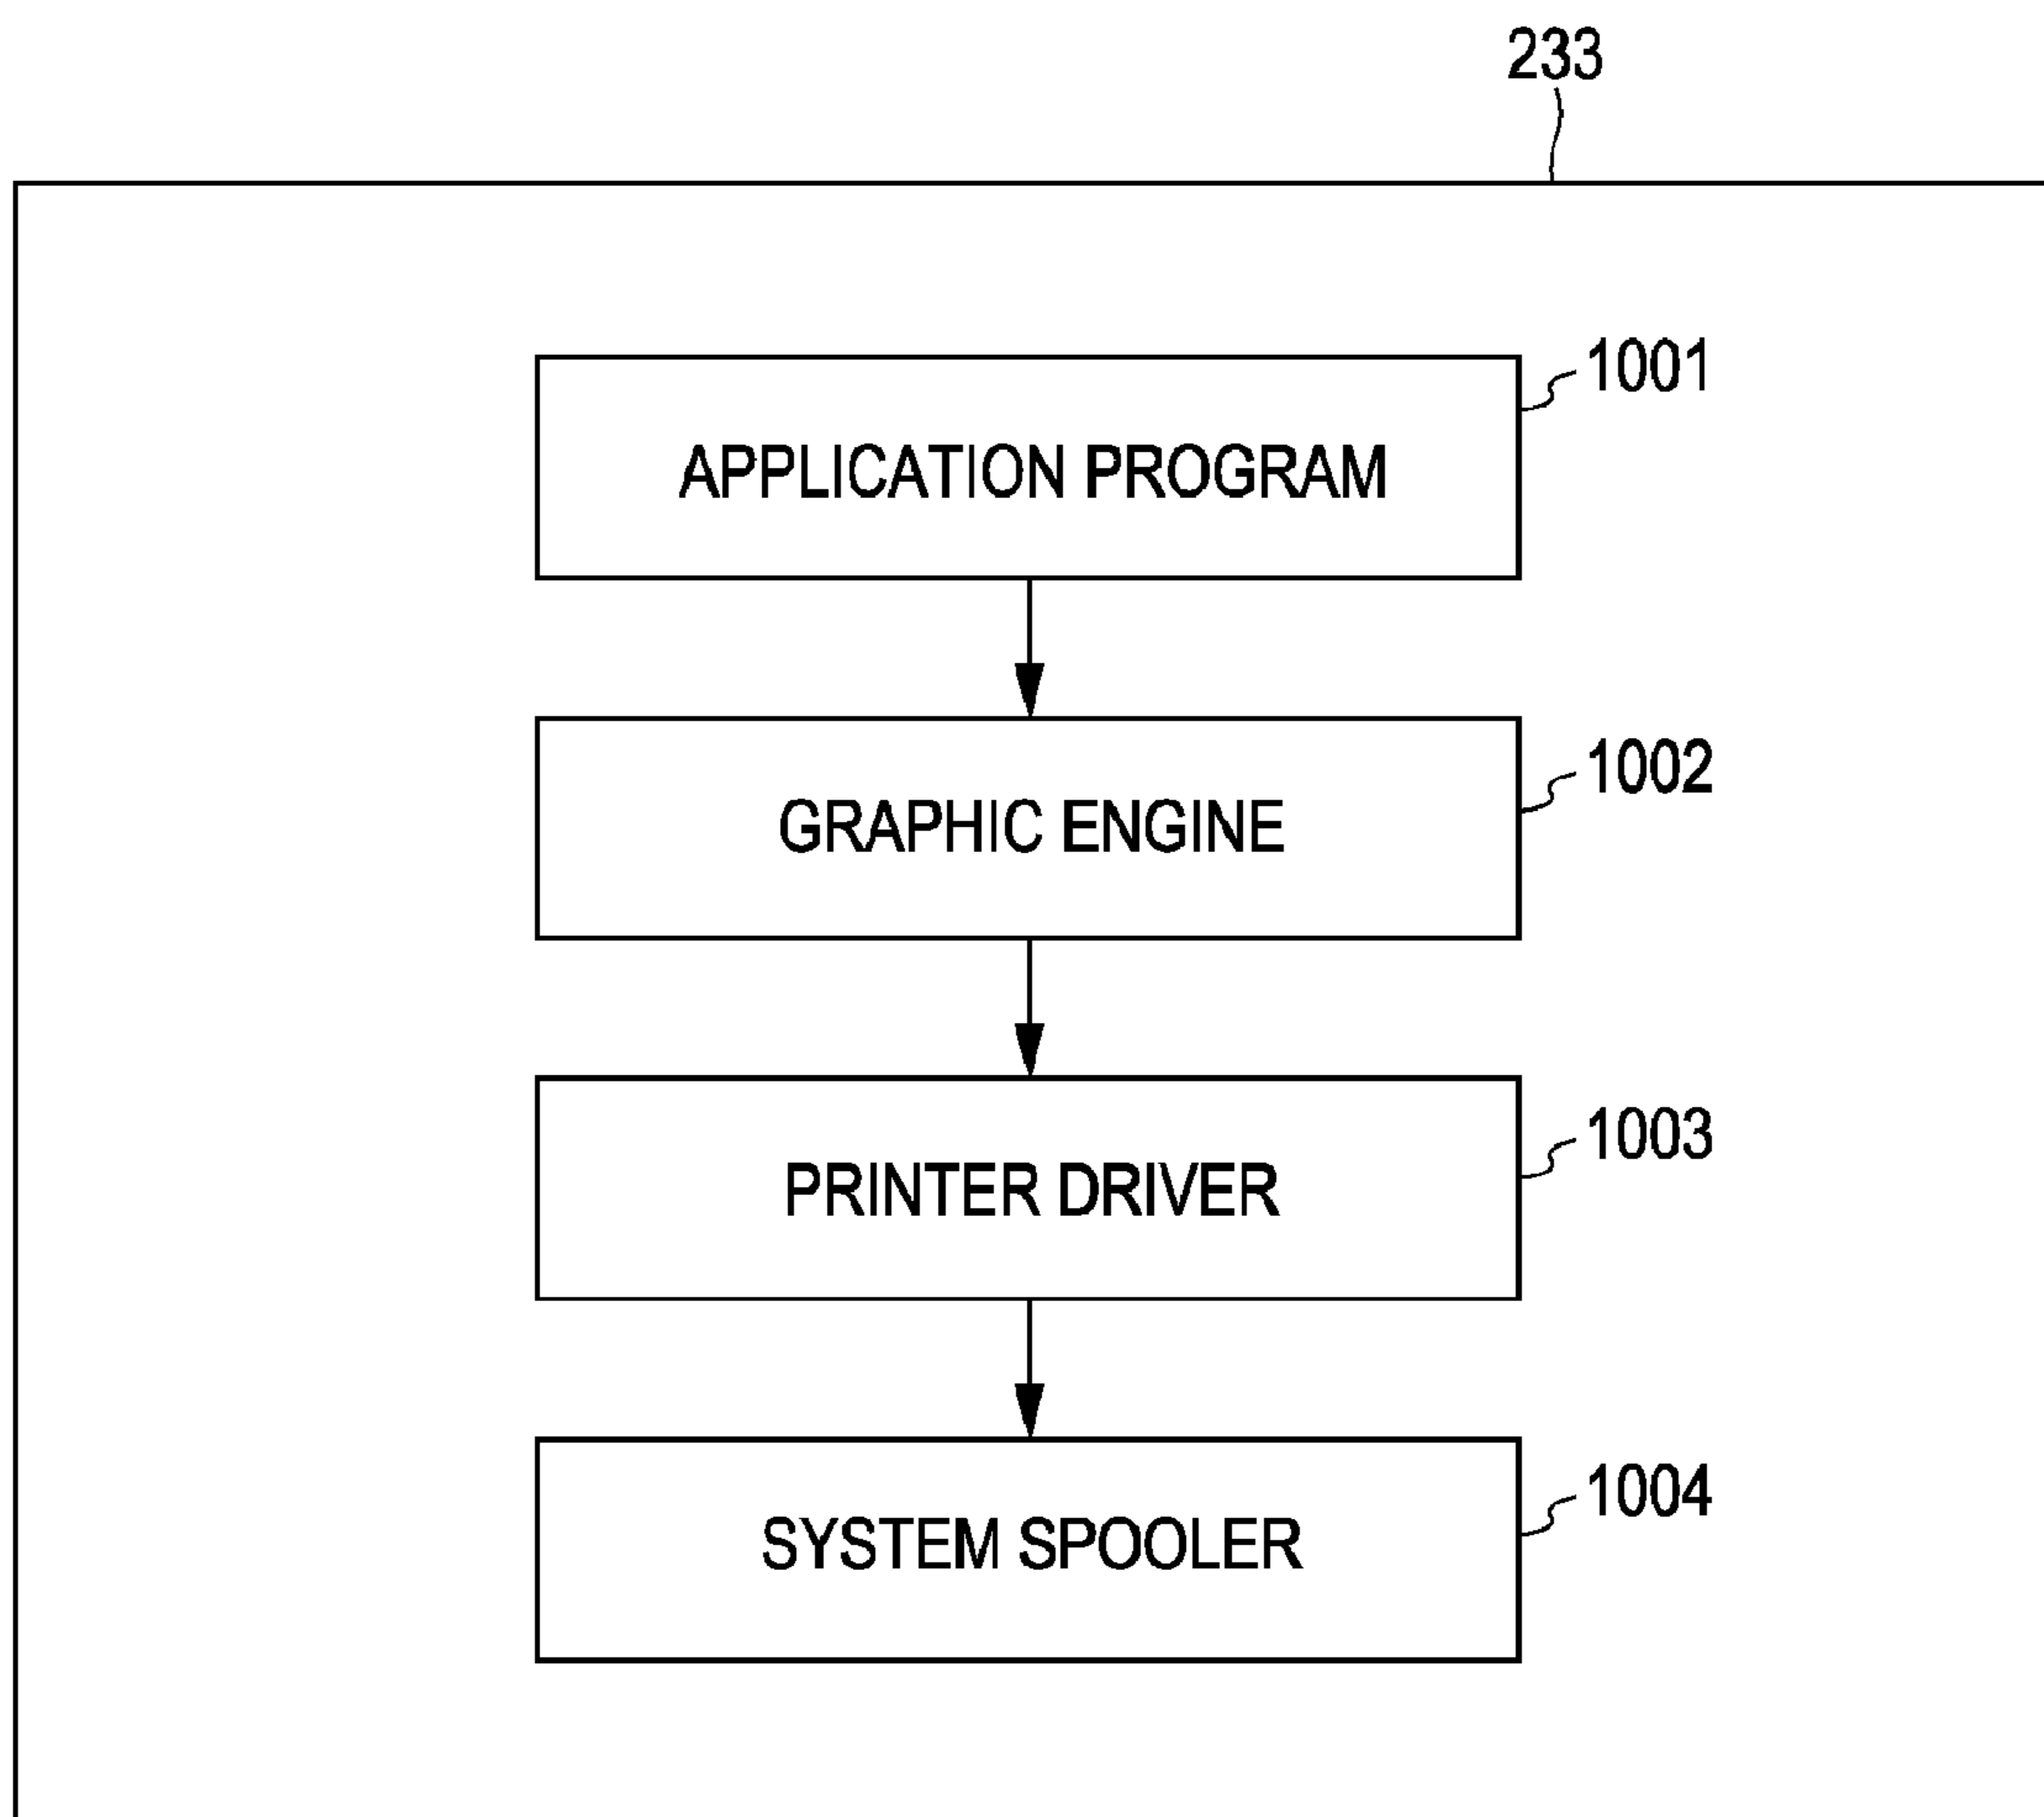 233
1001
APPLICATION PROGRAM
1002
GRAPHIC ENGINE
1003
PRINTER DRIVER
1004
SYSTEM SPOOLER